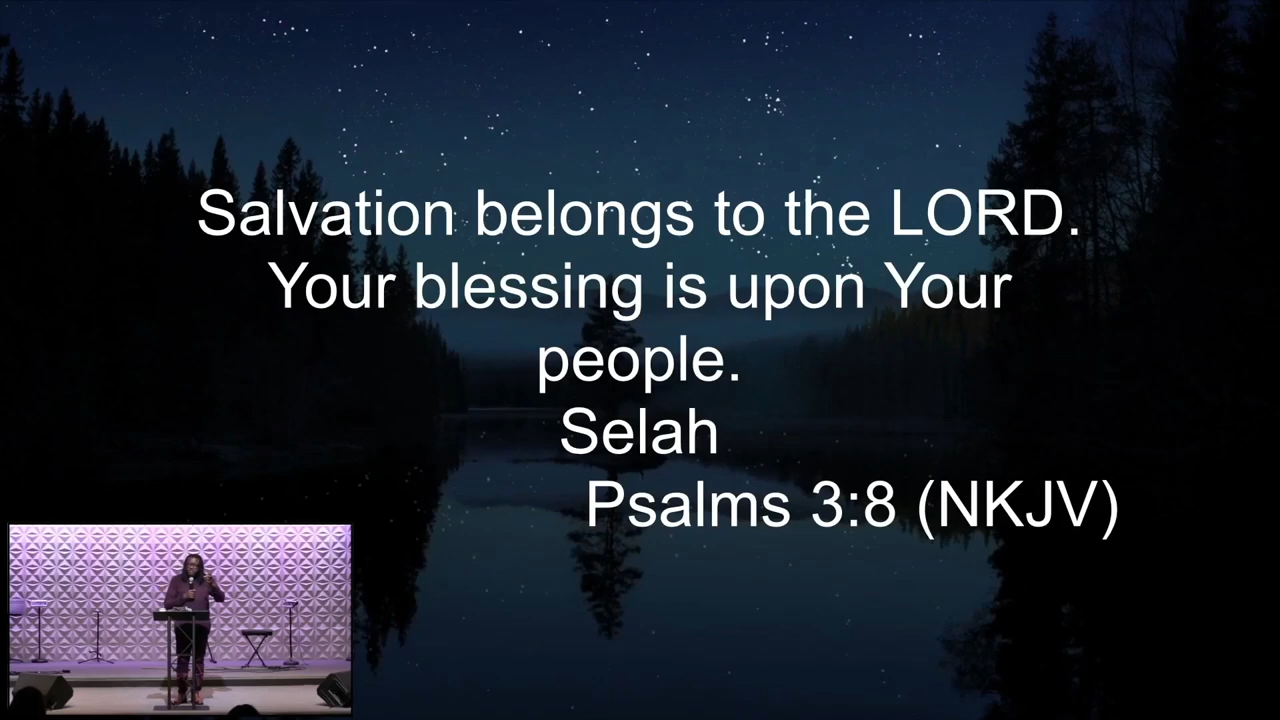 Salvation belongs to the LORD.
Your blessing is upon Your
people.
Selah
Psalms 3:8 (NKJV)